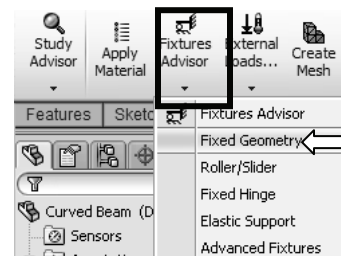 Study Advisor
Apply Material
Fixtures Advisor
External Loads...
Create Mesh
Features
Fixtures Advisor
Fixed Geometry
Roller/Slider
Curved Beam (D
Fixed Hinge
Sensors
Elastic Support
Advanced Fixtures